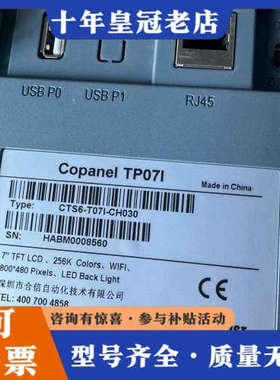 十年皇冠老店
USB P0
USB P1
RJ45
Copanel TP07I
Made in China
Type:
CTS6-T07I-CH030
SN:
HABM0008560
7" TFT LCD、256K Colors、WIFI、
800*480 Pixels、LED Back Light
深圳市合信自动化技术有限公司
TEL: 400 700 4858
咨询有惊喜·参与补贴活动
票
型号齐全·质量保证